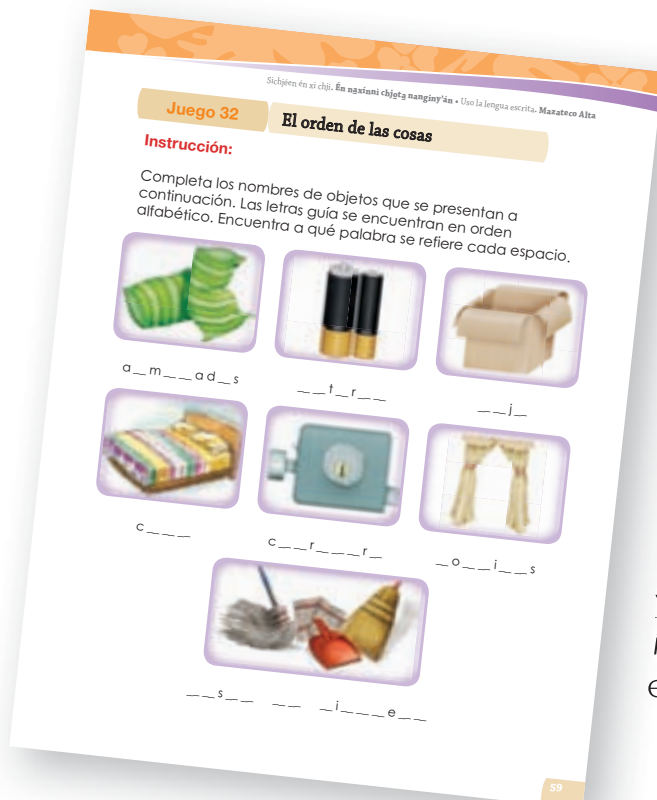 Sichjeen én xi chji. Én naxinni chjota nanginy'án • Uso la lengua escrita. Mazateco Alta
Juego 32
El orden de las cosas
Instrucción:
Completa los nombres de objetos que se presentan a
continuación. Las letras guía se encuentran en orden
alfabético. Encuentra a qué palabra se refiere cada espacio.
a _ m _ _ a d _ s
_ _ t _ r _ _
_ _ j _
c _ _ _
c _ _ r _ _ _ r _
_ o _ _ i _ _ s
_ _ s _ _ _ _ _ i _ _ _ e _ _
59